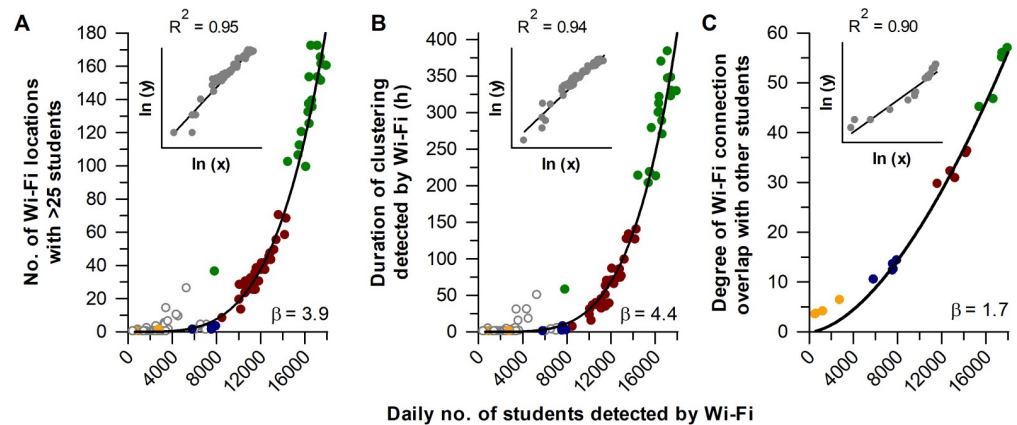 A
R² = 0.95
No. of Wi-Fi locations
with >25 students
180
160
140
120
100
80
60
40
20
0
ln (y)
ln (x)
β = 3.9
0
4000
8000
12000
16000
B
R² = 0.94
Duration of clustering
detected by Wi-Fi (h)
400
350
300
250
200
150
100
50
0
ln (y)
ln (x)
β = 4.4
0
4000
8000
12000
16000
C
R² = 0.90
Degree of Wi-Fi connection
overlap with other students
60
50
40
30
20
10
0
ln (y)
ln (x)
β = 1.7
0
4000
8000
12000
16000
Daily no. of students detected by Wi-Fi